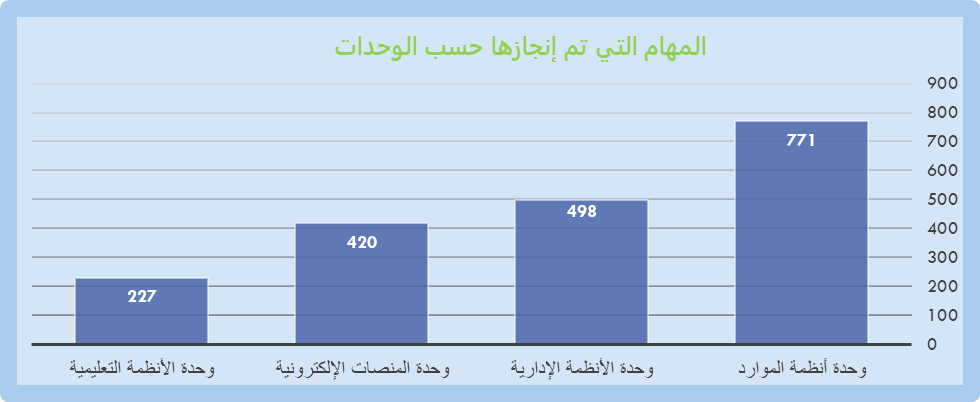 المهام التي تم إنجازها حسب الوحدات
900
800
700
600
500
400
300
200
100
0
771
498
420
227
وحدة أنظمة الموارد
وحدة الأنظمة الإدارية
وحدة المنصات الإلكترونية
وحدة الأنظمة التعليمية